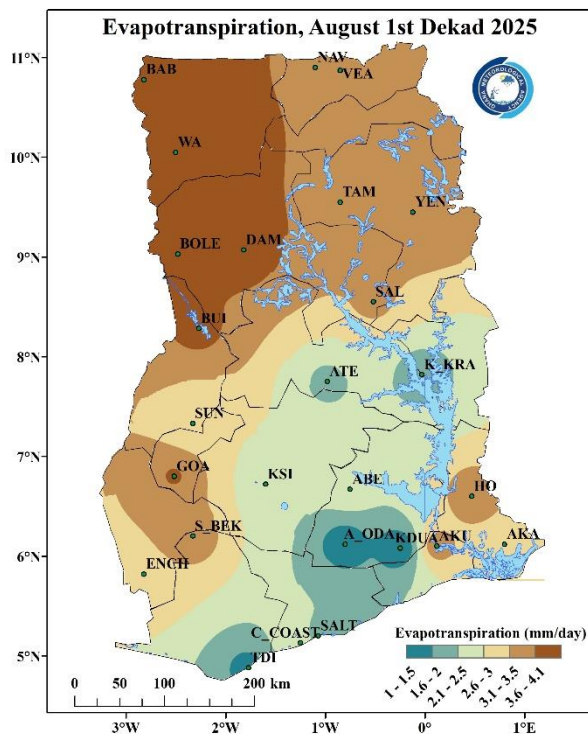 Evapotranspiration, August 1st Dekad 2025
11°N
NAV
BAB
VEA
GHANA METEOROLOGICAL AGENCY
10°N
WA
TAM
YEN
9°N
BOLE
DAM
SAL
BUI
8°N
ATE
K_KRA
SUN
7°N
GOA
KSI
ABE
HO
S_BEK
A_ODA
KDUA
AKU
AKA
6°N
ENCH
C_COAST
SALT
Evapotranspiration (mm/day)
5°N
TDI
1 - 1.5
1.6 - 2
2.1 - 2.5
2.6 - 3
3.1 - 3.5
3.6 - 4.1
0 50 100 200 km
3°W 2°W 1°W 0° 1°E